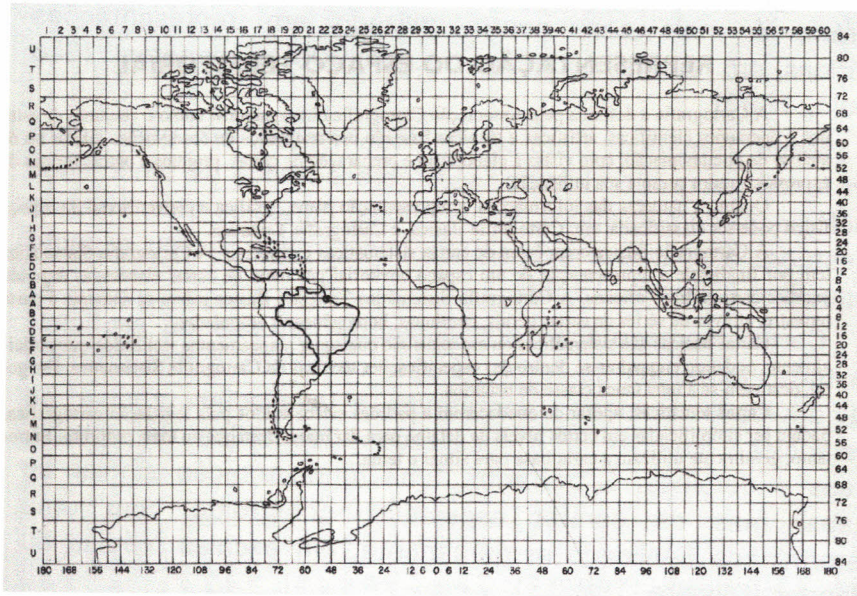 1 2 3 4 5 6 7 8 9 10 11 12 13 14 15 16 17 18 19 20 21 22 23 24 25 26 27 28 29 30 31 32 33 34 35 36 37 38 39 40 41 42 43 44 45 46 47 48 49 50 51 52 53 54 55 56 57 58 59 60 84
U 80
T 76
S 72
R 68
Q 64
P 60
O 56
N 52
M 48
L 44
K 40
J 36
I 32
H 28
G 24
F 20
E 16
D 12
C 8
B 4
A 0
A 4
B 8
C 12
D 16
E 20
F 24
G 28
H 32
I 36
J 40
K 44
L 48
M 52
N 56
O 60
P 64
Q 68
R 72
S 76
T 80
U 84
180 168 156 144 132 120 108 96 84 72 60 48 36 24 12 6 0 6 12 24 36 48 60 72 84 96 108 120 132 144 156 168 180